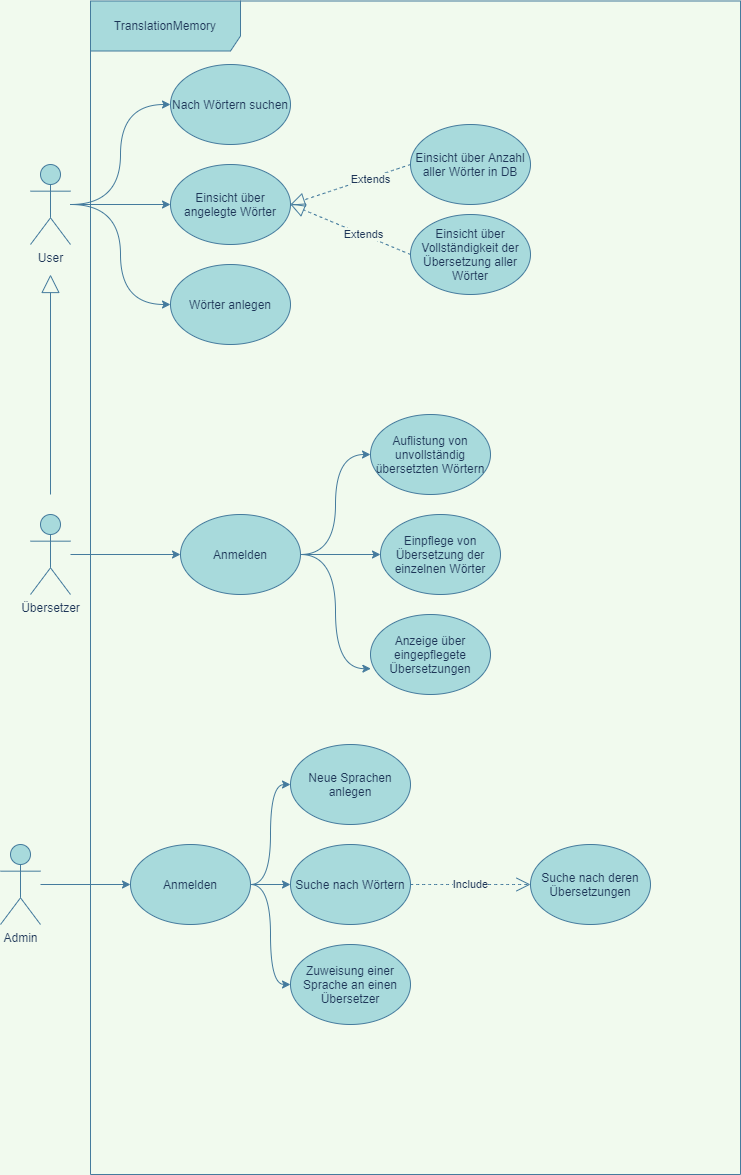 TranslationMemory
Nach Wörtern suchen
Einsicht über
angelegte Wörter
Wörter anlegen
Extends
Extends
Einsicht über Anzahl
aller Wörter in DB
Einsicht über
Vollständigkeit der
Übersetzung aller
Wörter
User
Auflistung von
unvollständig
übersetzten Wörtern
Übersetzer
Anmelden
Einpflege von
Übersetzung der
einzelnen Wörter
Anzeige über
eingepflegete
Übersetzungen
Neue Sprachen
anlegen
Admin
Anmelden
Suche nach Wörtern
Include
Suche nach deren
Übersetzungen
Zuweisung einer
Sprache an einen
Übersetzer